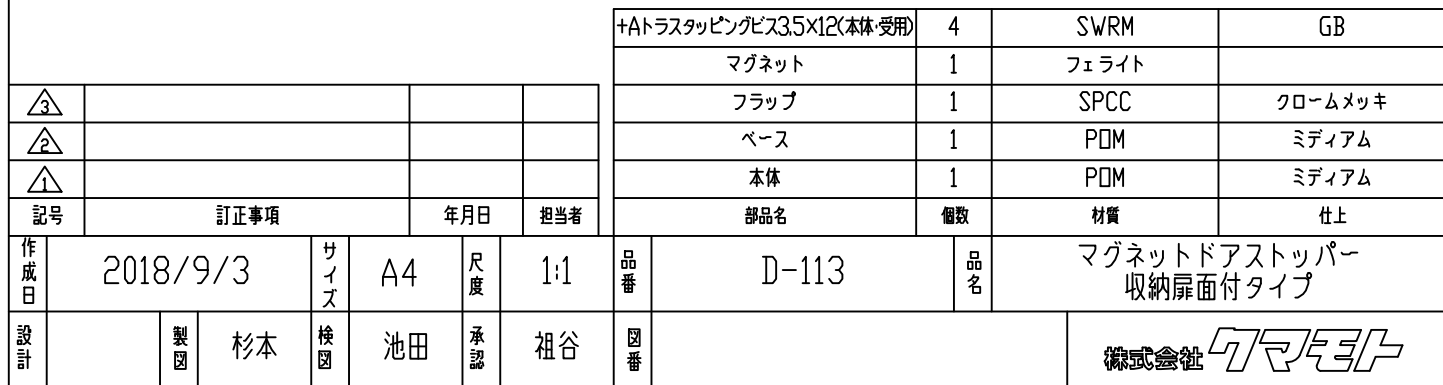 +Aトラスタッピングビス3.5×12(本体・受用) 4 SWRM GB
マグネット 1 フェライト
3 フラップ 1 SPCC クロームメッキ
2 ベース 1 POM ミディアム
1 本体 1 POM ミディアム
記号 訂正事項 年月日 担当者 部品名 個数 材質 仕上
作成日 2018/9/3 サイズ A4 尺度 1:1 品番 D-113 品名 マグネットドアストッパー
収納扉面付タイプ
設計 製図 杉本 検図 池田 承認 祖谷 図番 株式会社クマモト